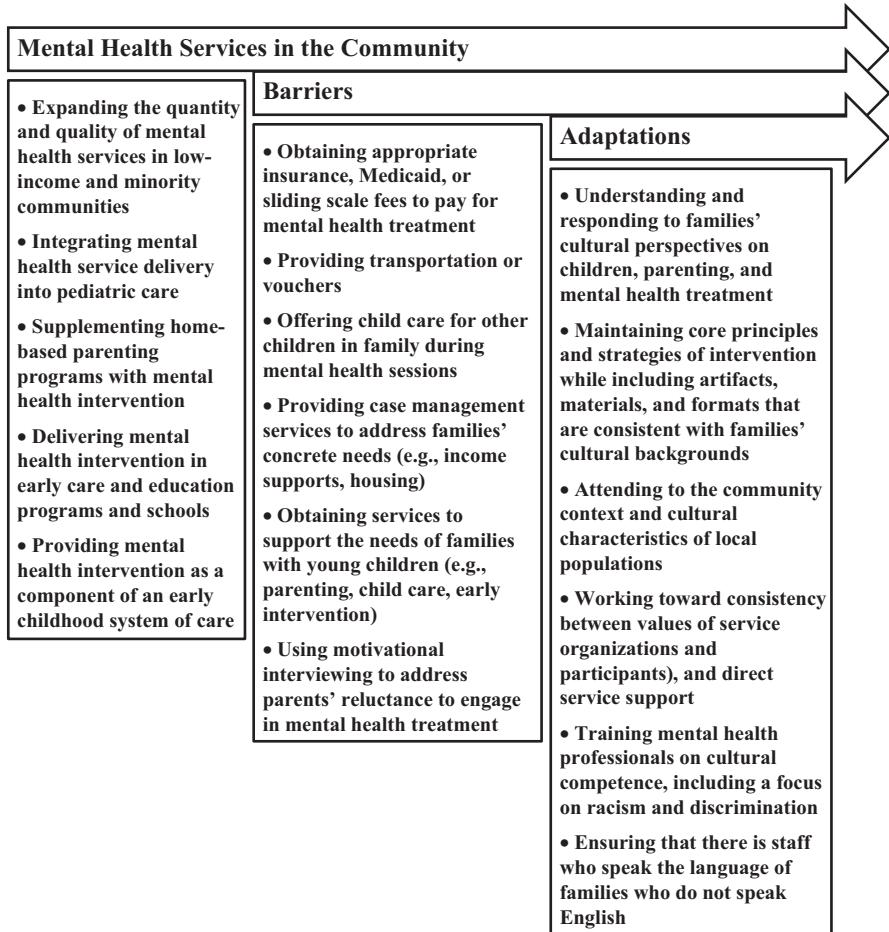 Mental Health Services in the Community
• Expanding the quantity
and quality of mental
health services in low-
income and minority
communities
• Integrating mental
health service delivery
into pediatric care
• Supplementing home-
based parenting
programs with mental
health intervention
• Delivering mental
health intervention in
early care and education
programs and schools
• Providing mental
health intervention as a
component of an early
childhood system of care
Barriers
• Obtaining appropriate
insurance, Medicaid, or
sliding scale fees to pay for
mental health treatment
• Providing transportation or
vouchers
• Offering child care for other
children in family during
mental health sessions
• Providing case management
services to address families’
concrete needs (e.g., income
supports, housing)
• Obtaining services to
support the needs of families
with young children (e.g.,
parenting, child care, early
intervention)
• Using motivational
interviewing to address
parents’ reluctance to engage
in mental health treatment
Adaptations
• Understanding and
responding to families’
cultural perspectives on
children, parenting, and
mental health treatment
• Maintaining core principles
and strategies of intervention
while including artifacts,
materials, and formats that
are consistent with families’
cultural backgrounds
• Attending to the community
context and cultural
characteristics of local
populations
• Working toward consistency
between values of service
organizations and
participants), and direct
service support
• Training mental health
professionals on cultural
competence, including a focus
on racism and discrimination
• Ensuring that there is staff
who speak the language of
families who do not speak
English